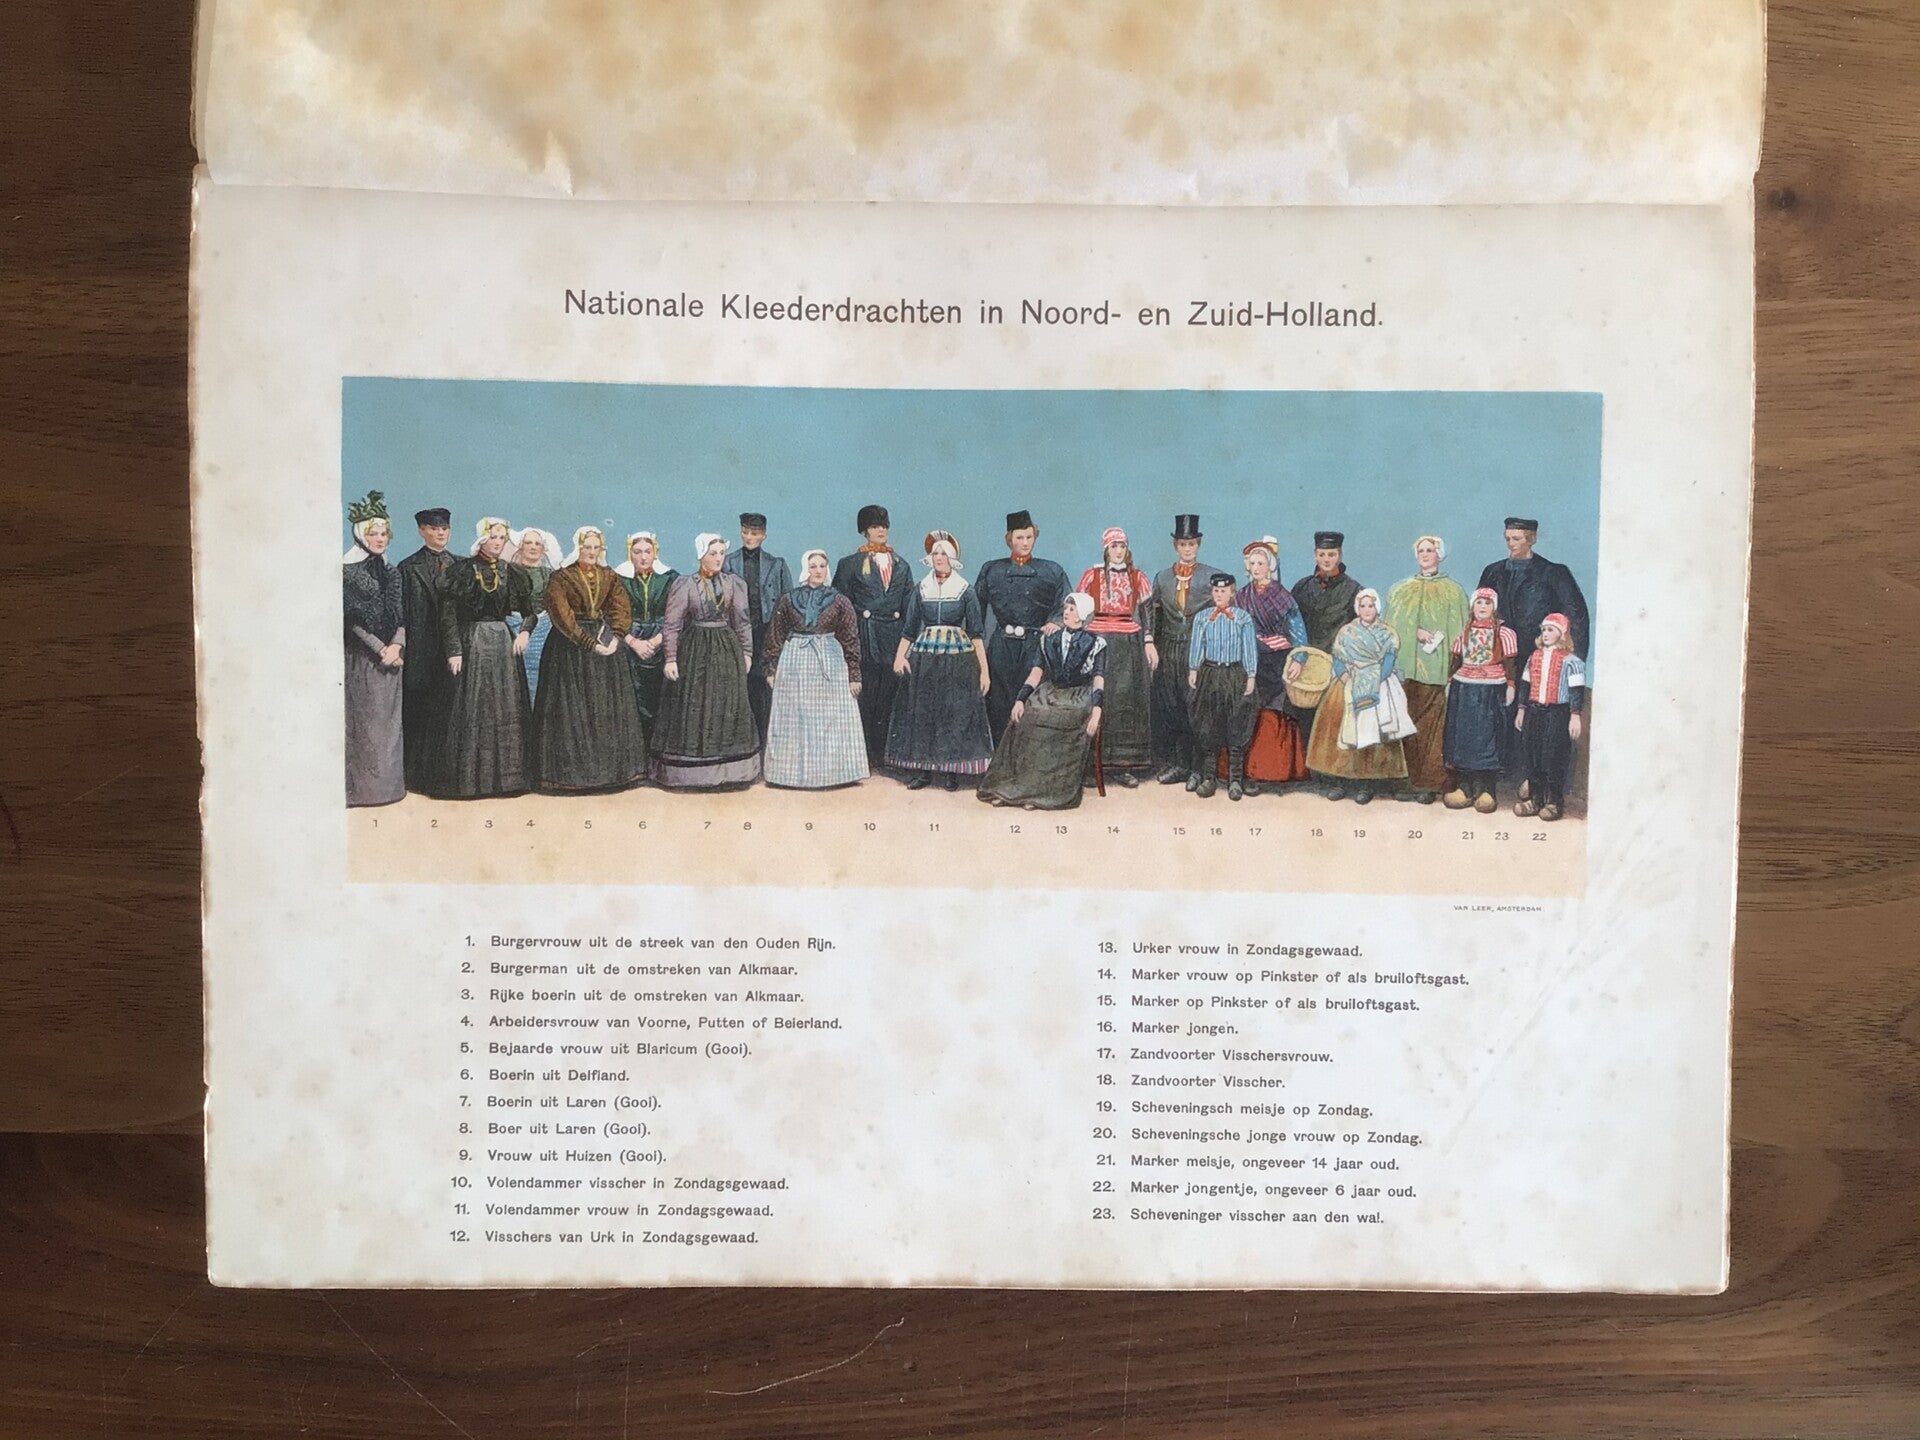 Nationale Kleederdrachten in Noord- en Zuid-Holland.
1 2 3 4 5 6 7 8 9 10 11 12 13 14 15 16 17 18 19 20 21 23 22
VAN LEER, AMSTERDAM
1. Burgervrouw uit de streek van den Ouden Rijn.
2. Burgerman uit de omstreken van Alkmaar.
3. Rijke boerin uit de omstreken van Alkmaar.
4. Arbeidersvrouw van Voorne, Putten of Beierland.
5. Bejaarde vrouw uit Blaricum (Gooi).
6. Boerin uit Delfland.
7. Boerin uit Laren (Gooi).
8. Boer uit Laren (Gooi).
9. Vrouw uit Huizen (Gooi).
10. Volendammer visscher in Zondagsgewaad.
11. Volendammer vrouw in Zondagsgewaad.
12. Visschers van Urk in Zondagsgewaad.
13. Urker vrouw in Zondagsgewaad.
14. Marker vrouw op Pinkster of als bruiloftsgast.
15. Marker op Pinkster of als bruiloftsgast.
16. Marker jongen.
17. Zandvoorter Visschersvrouw.
18. Zandvoorter Visscher.
19. Scheveningsch meisje op Zondag.
20. Scheveningsche jonge vrouw op Zondag.
21. Marker meisje, ongeveer 14 jaar oud.
22. Marker jongentje, ongeveer 6 jaar oud.
23. Scheveninger visscher aan den wal.